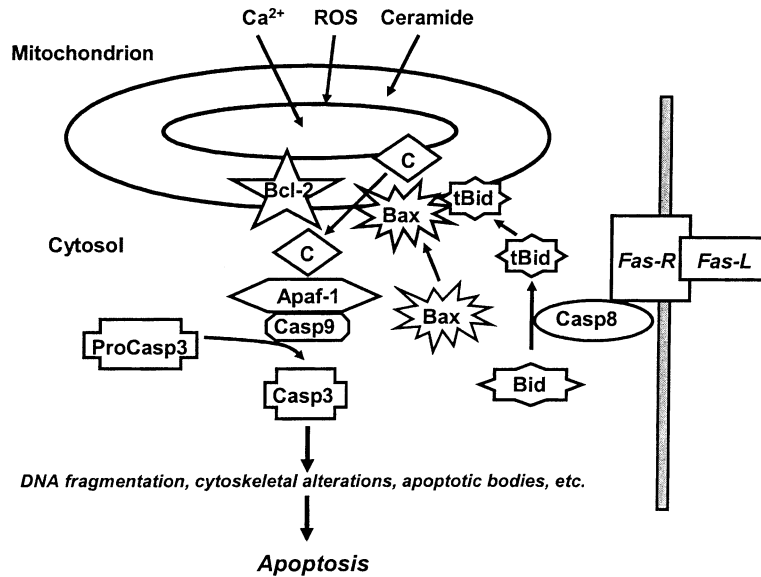 Ca²⁺ ROS Ceramide
Mitochondrion
C
Bcl-2
Bax
tBid
Cytosol
C
tBid
Fas-R
Fas-L
Apaf-1
Casp9
Bax
Casp8
ProCasp3
Casp3
Bid
DNA fragmentation, cytoskeletal alterations, apoptotic bodies, etc.
Apoptosis